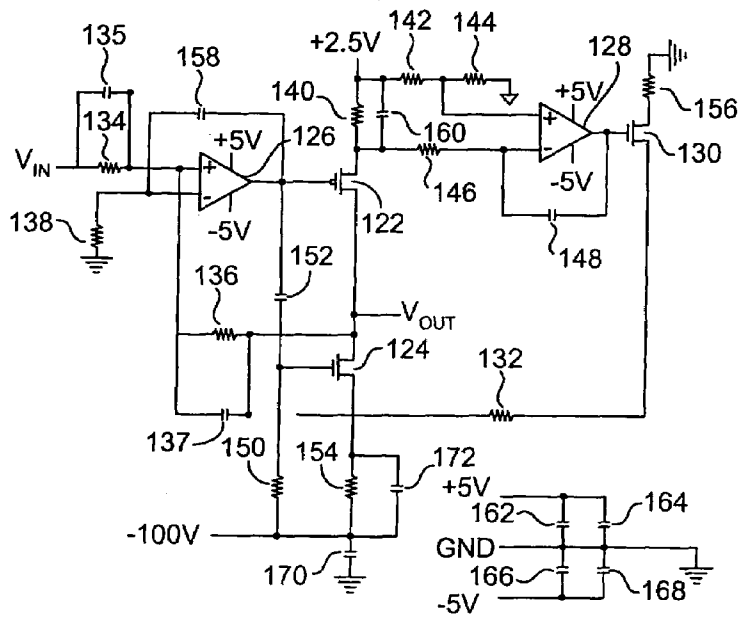 135
158
+2.5V
142
144
128
134
+5V
126
140
160
+5V
156
V_IN
+
-
+
-
130
-5V
146
-5V
138
122
148
152
136
V_OUT
124
132
137
150
154
172
+5V
162
164
-100V
GND
170
166
168
-5V